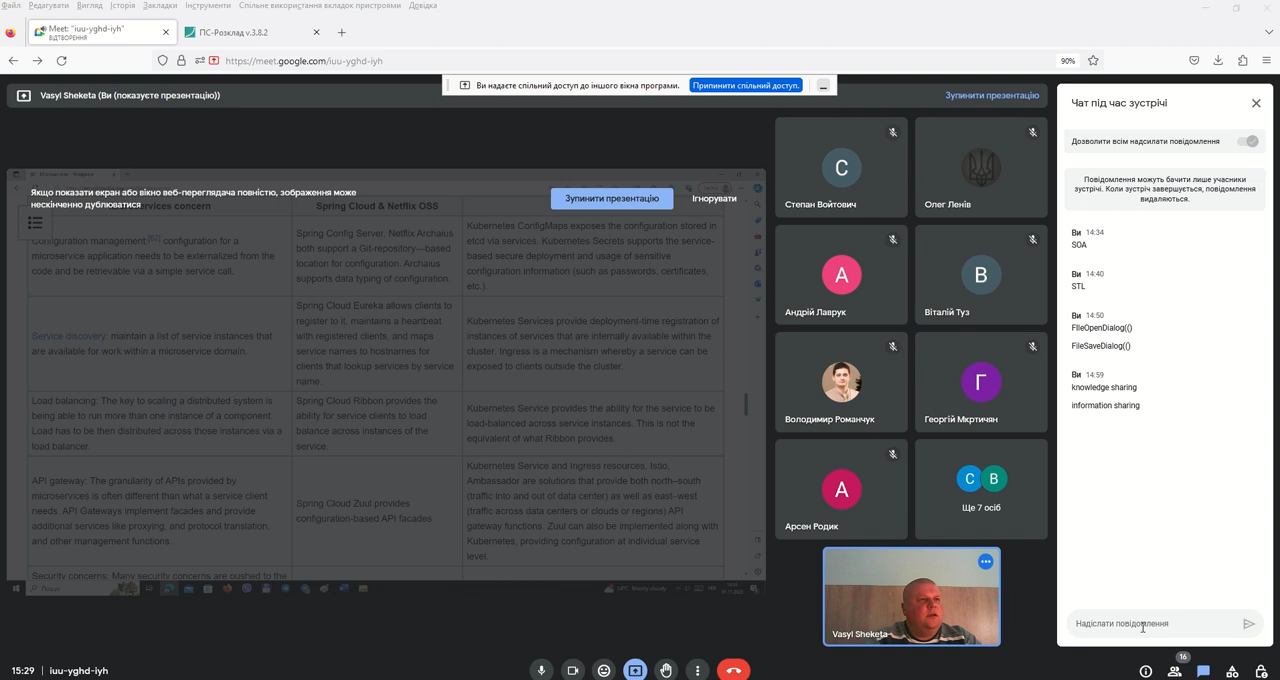 Файл Редагувати Вигляд Історія Закладки Інструменти Спільне використання вкладок пристроями Довідка
Meet: "iuu-yghd-iyh"
ВІДТВОРЕННЯ
ПС-Розклад v.3.8.2
https://meet.google.com/iuu-yghd-iyh
90%
Ви надаєте спільний доступ до іншого вікна програми.
Припинити спільний доступ.
Vasyl Sheketa (Ви (показуєте презентацію))
Зупинити презентацію
Якщо показати екран або вікно веб-переглядача повністю, зображення може
нескінченно дублюватися
Зупинити презентацію
Ігнорувати
services concern
Spring Cloud & Netflix OSS
Configuration management:[62] configuration for a
microservice application needs to be externalized from the
code and be retrievable via a simple service call.
Spring Config Server, Netflix Archaius
both support a Git-repository—based
location for configuration. Archaius
supports data typing of configuration.
Kubernetes ConfigMaps exposes the configuration stored in
etcd via services. Kubernetes Secrets supports the service-
based secure deployment and usage of sensitive
configuration information (such as passwords, certificates,
etc.).
Service discovery: maintain a list of service instances that
are available for work within a microservice domain.
Spring Cloud Eureka allows clients to
register to it, maintains a heartbeat
with registered clients, and maps
service names to hostnames for
clients that lookup services by service
name.
Kubernetes Services provide deployment-time registration of
instances of services that are internally available within the
cluster. Ingress is a mechanism whereby a service can be
exposed to clients outside the cluster.
Load balancing: The key to scaling a distributed system is
being able to run more than one instance of a component.
Load has to be then distributed across those instances via a
load balancer.
Spring Cloud Ribbon provides the
ability for service clients to load
balance across instances of the
service.
Kubernetes Service provides the ability for the service to be
load-balanced across service instances. This is not the
equivalent of what Ribbon provides.
API gateway: The granularity of APIs provided by
microservices is often different than what a service client
needs. API Gateways implement facades and provide
additional services like proxying, and protocol translation,
and other management functions.
Spring Cloud Zuul provides
configuration-based API facades
Kubernetes Service and Ingress resources, Istio,
Ambassador are solutions that provide both north–south
(traffic into and out of data center) as well as east–west
(traffic across data centers or clouds or regions) API
gateway functions. Zuul can also be implemented along with
Kubernetes, providing configuration at individual service
level.
Security concerns: Many security concerns are pushed to the
С
Степан Войтович
Олег Ленів
А
Андрій Лаврук
В
Віталій Туз
Володимир Романчук
Г
Георгій Мкртичян
А
Арсен Родик
С В
Ще 7 осіб
Vasyl Sheketa
Чат під час зустрічі
Дозволити всім надсилати повідомлення
Повідомлення можуть бачити лише учасники
зустрічі. Коли зустріч завершується, повідомлення
видаляються.
Ви 14:34
SOA
Ви 14:40
STL
Ви 14:50
FIleOpenDialog(()
FileSaveDialog(()
Ви 14:59
knowledge sharing
information sharing
Надіслати повідомлення
15:29 | iuu-yghd-iyh
16